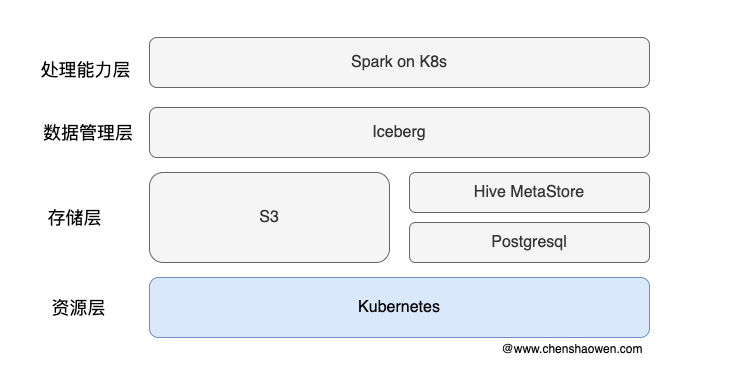 处理能力层
Spark on K8s
数据管理层
Iceberg
存储层
S3
Hive MetaStore
Postgresql
资源层
Kubernetes
@www.chenshaowen.com